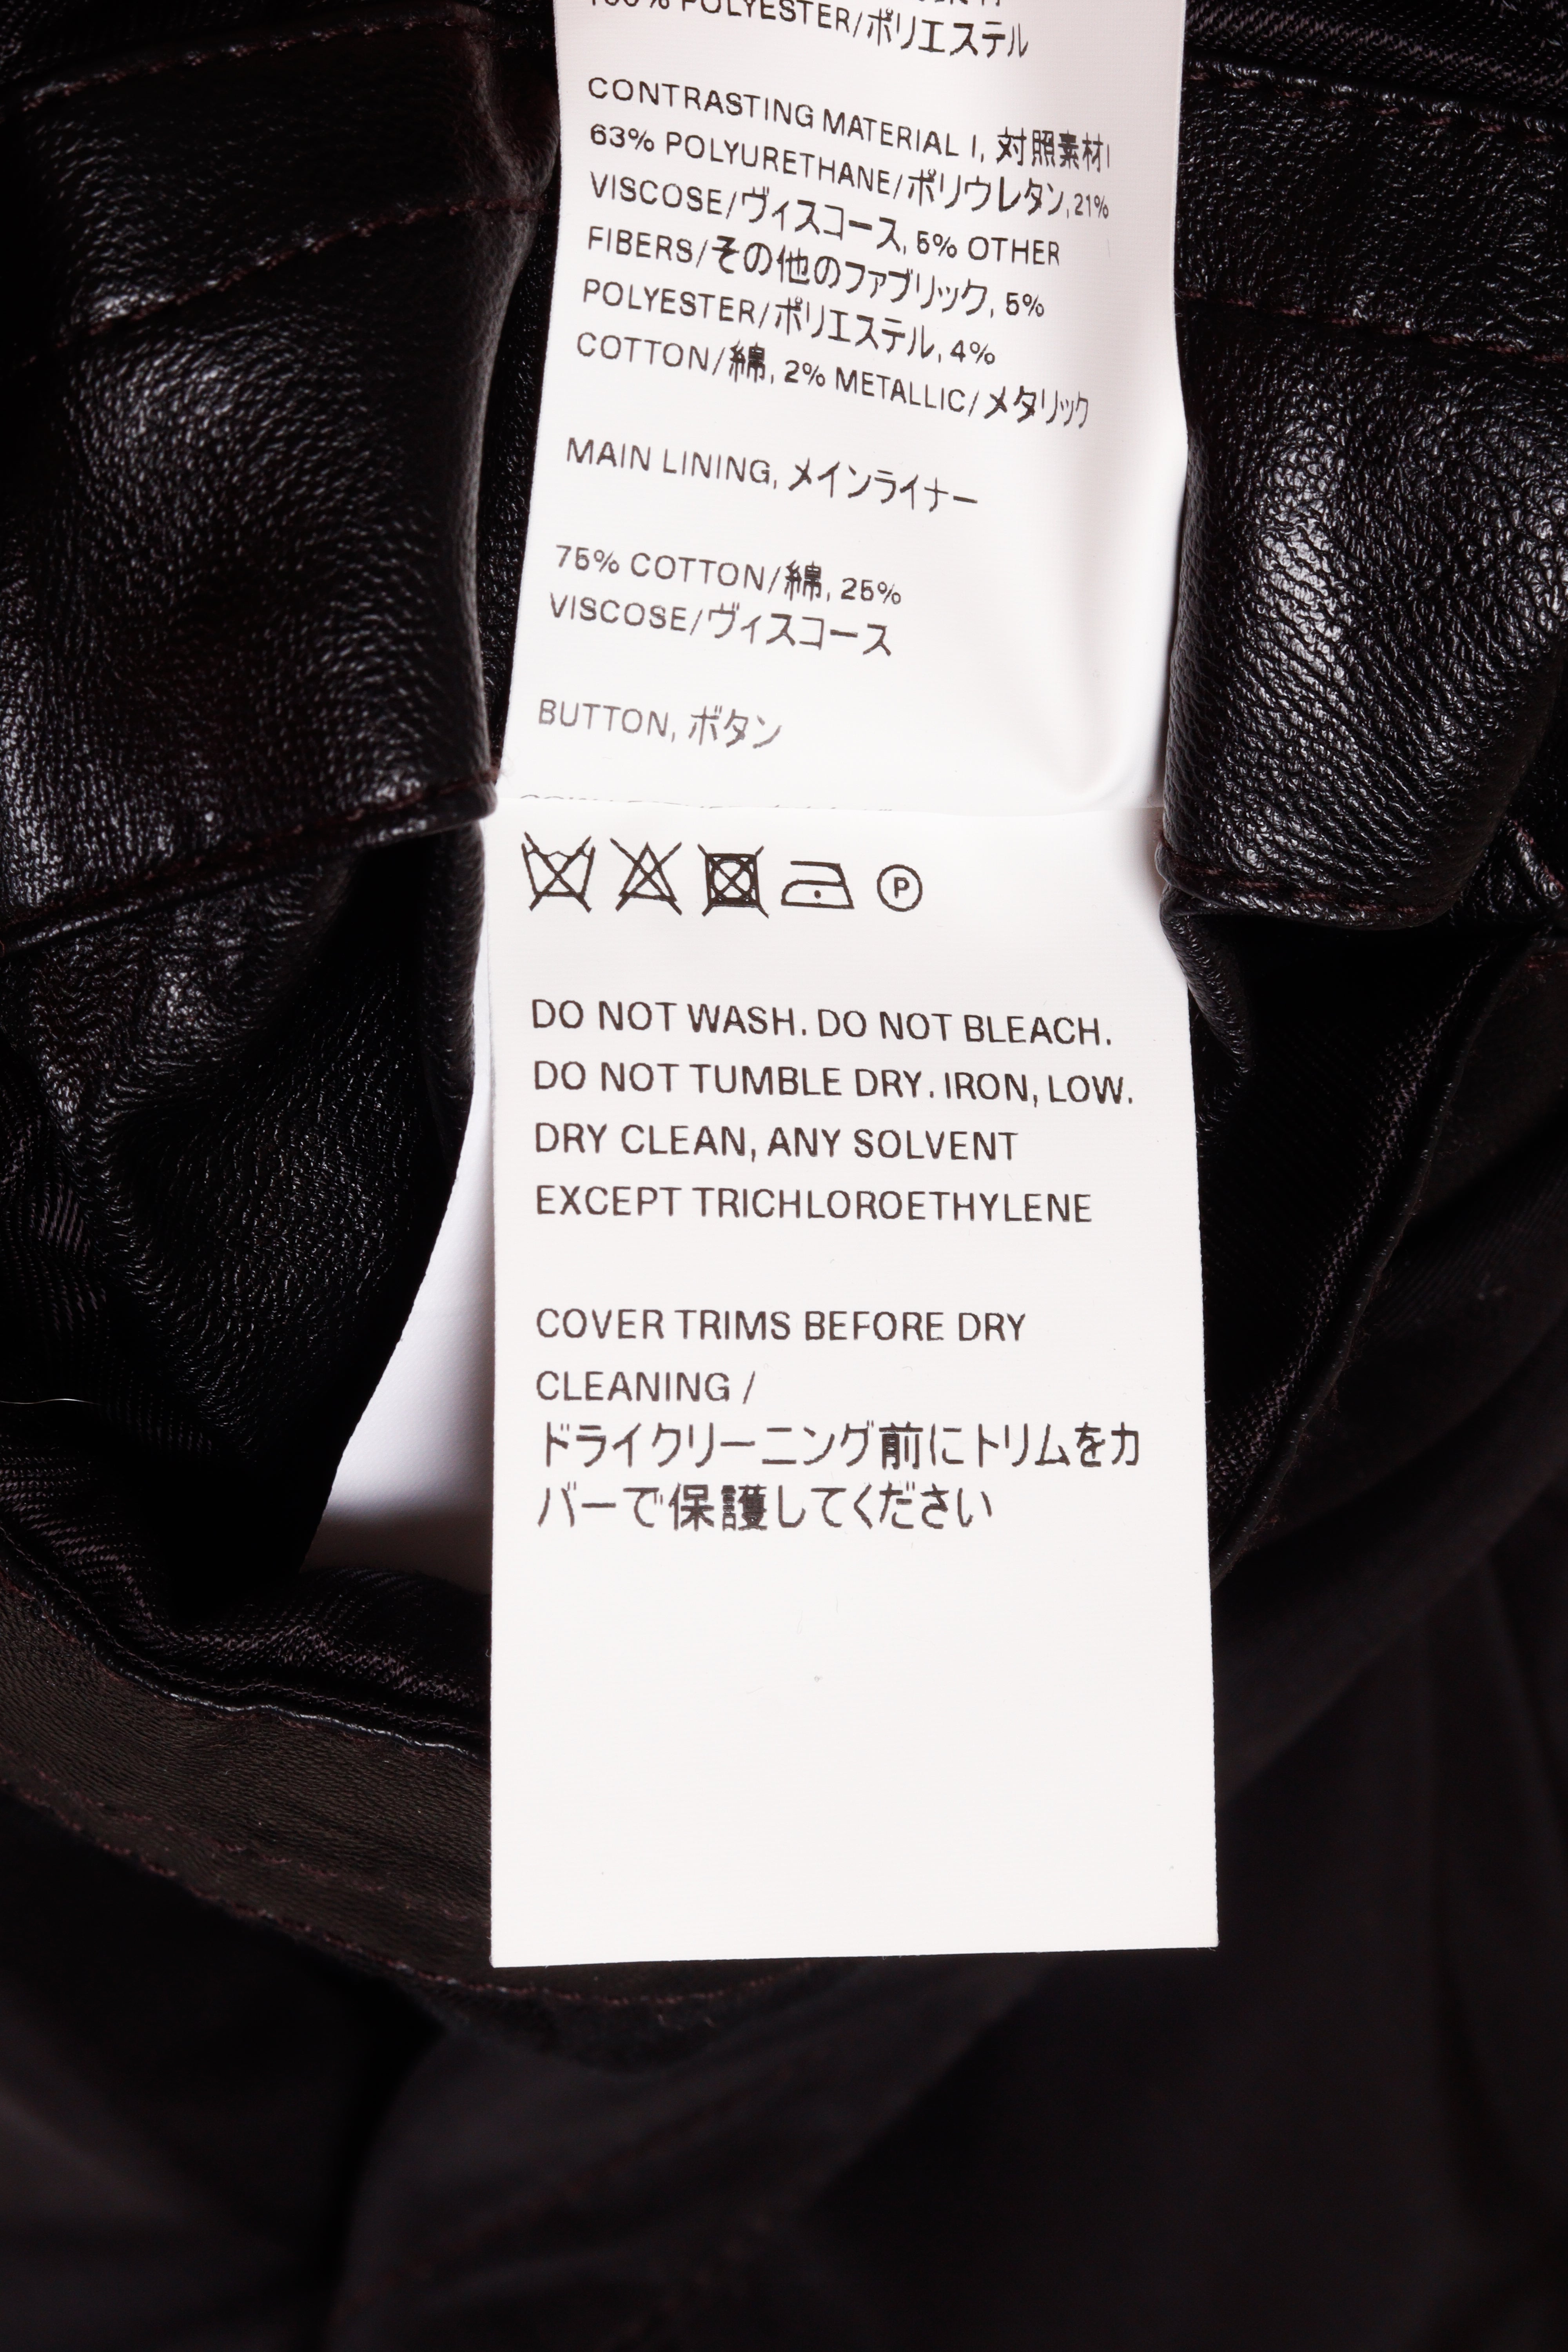 100% POLYESTER/ポリエステル
CONTRASTING MATERIAL I, 対照素材I
63% POLYURETHANE/ポリウレタン, 21%
VISCOSE/ヴィスコース, 5% OTHER
FIBERS/その他のファブリック, 5%
POLYESTER/ポリエステル, 4%
COTTON/綿, 2% METALLIC/メタリック
MAIN LINING, メインライナー
75% COTTON/綿, 25%
VISCOSE/ヴィスコース
BUTTON, ボタン
P
DO NOT WASH. DO NOT BLEACH.
DO NOT TUMBLE DRY. IRON, LOW.
DRY CLEAN, ANY SOLVENT
EXCEPT TRICHLOROETHYLENE
COVER TRIMS BEFORE DRY
CLEANING /
ドライクリーニング前にトリムをカ
バーで保護してください